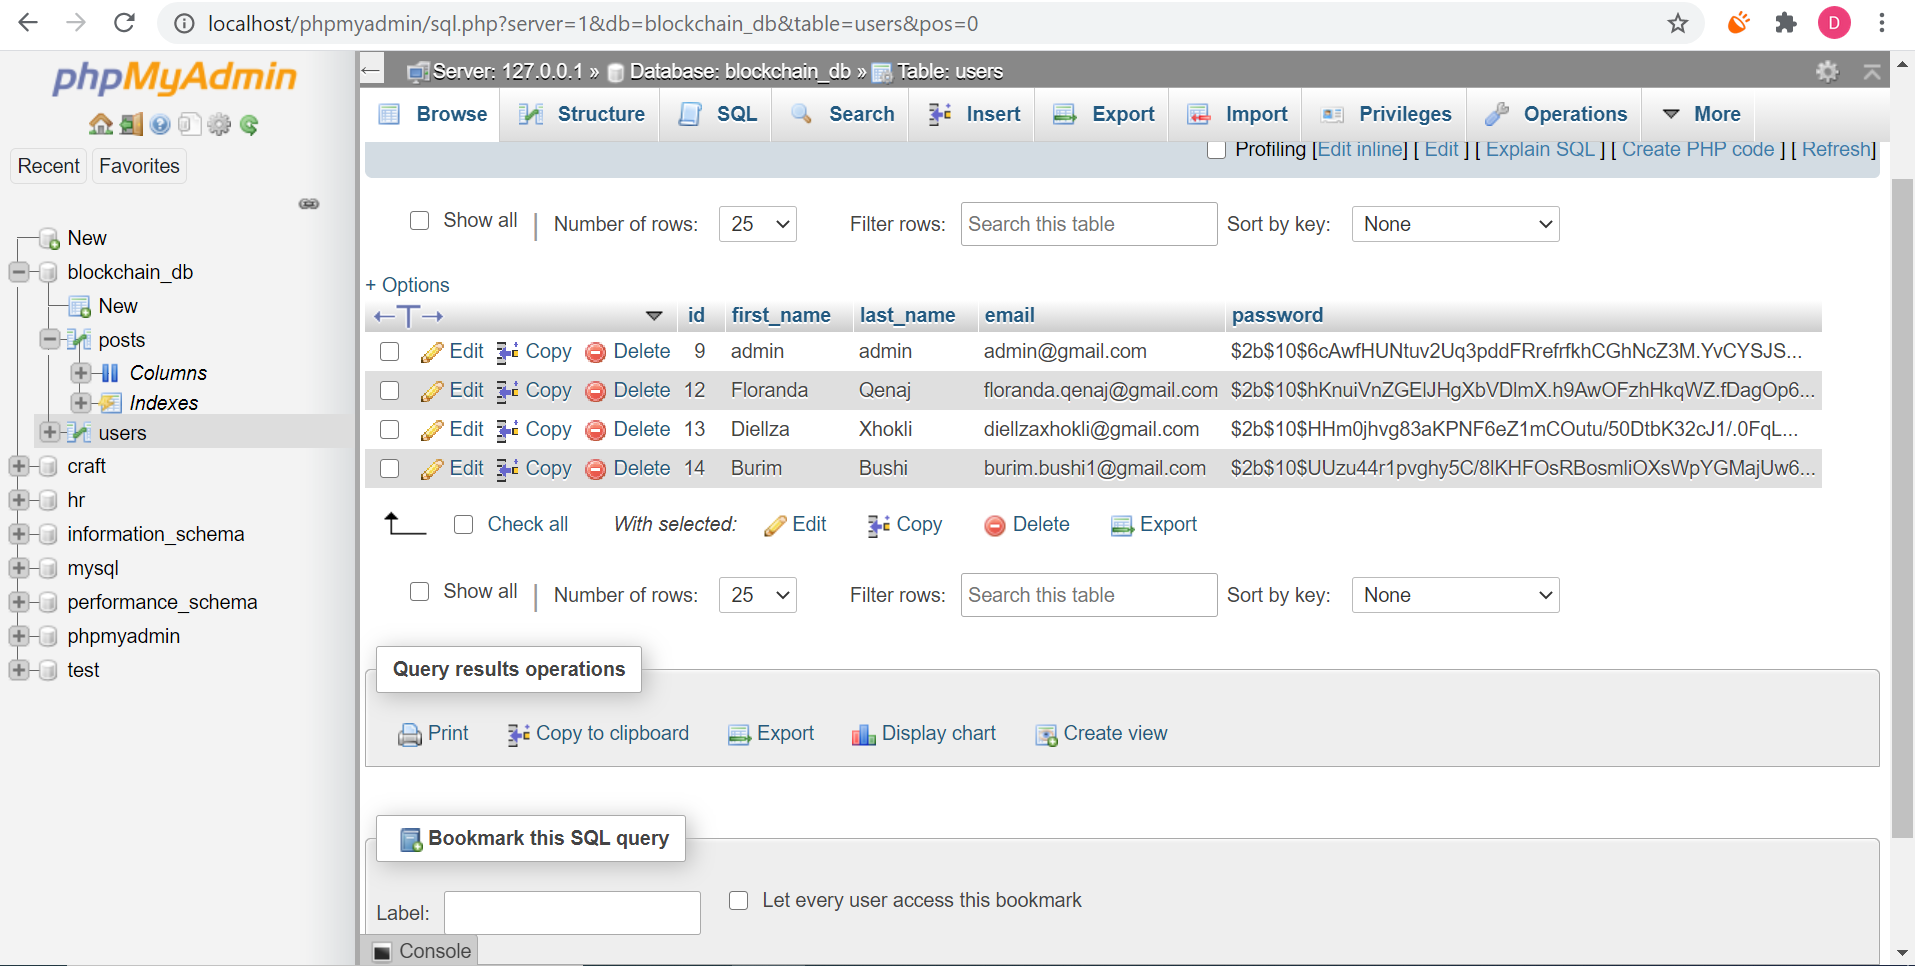 localhost/phpmyadmin/sql.php?server=1&db=blockchain_db&table=users&pos=0
D
phpMyAdmin
Recent Favorites
New
blockchain_db
New
posts
Columns
Indexes
users
craft
hr
information_schema
mysql
performance_schema
phpmyadmin
test
Server: 127.0.0.1 » Database: blockchain_db » Table: users
Browse Structure SQL Search Insert Export Import Privileges Operations More
Profiling [Edit inline] [ Edit ] [ Explain SQL ] [ Create PHP code ] [ Refresh]
Show all | Number of rows: 25 Filter rows: Search this table Sort by key: None
+ Options
id first_name last_name email password
Edit Copy Delete 9 admin admin admin@gmail.com $2b$10$6cAwfHUNtuv2Uq3pddFRrefrfkhCGhNcZ3M.YvCYSJS...
Edit Copy Delete 12 Floranda Qenaj floranda.qenaj@gmail.com $2b$10$hKnuiVnZGElJHgXbVDlmX.h9AwOFzhHkqWZ.fDagOp6...
Edit Copy Delete 13 Diellza Xhokli diellzaxhokli@gmail.com $2b$10$HHm0jhvg83aKPNF6eZ1mCOutu/50DtbK32cJ1/.0FqL...
Edit Copy Delete 14 Burim Bushi burim.bushi1@gmail.com $2b$10$UUzu44r1pvghy5C/8lKHFOsRBosmliOXsWpYGMajUw6...
Check all With selected: Edit Copy Delete Export
Show all | Number of rows: 25 Filter rows: Search this table Sort by key: None
Query results operations
Print Copy to clipboard Export Display chart Create view
Bookmark this SQL query
Label: Let every user access this bookmark
Console